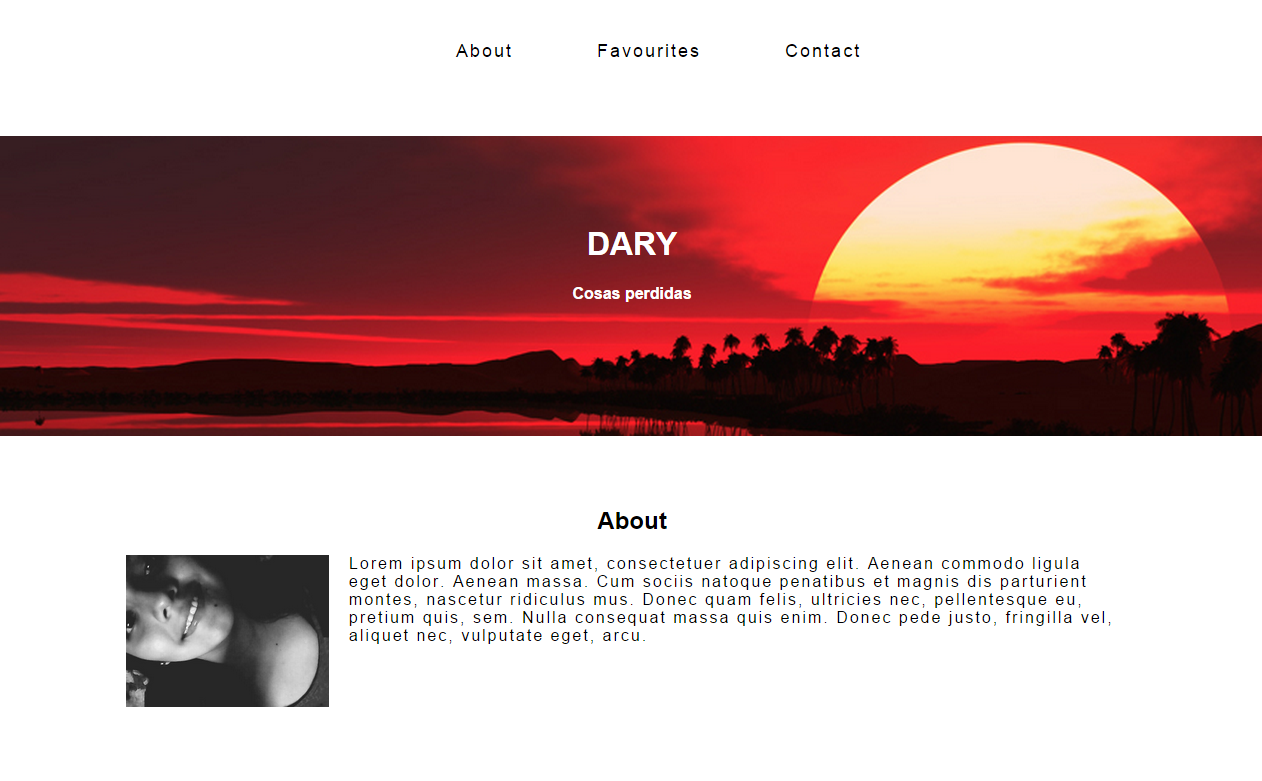 About Favourites Contact
DARY
Cosas perdidas
About
Lorem ipsum dolor sit amet, consectetuer adipiscing elit. Aenean commodo ligula
eget dolor. Aenean massa. Cum sociis natoque penatibus et magnis dis parturient
montes, nascetur ridiculus mus. Donec quam felis, ultricies nec, pellentesque eu,
pretium quis, sem. Nulla consequat massa quis enim. Donec pede justo, fringilla vel,
aliquet nec, vulputate eget, arcu.